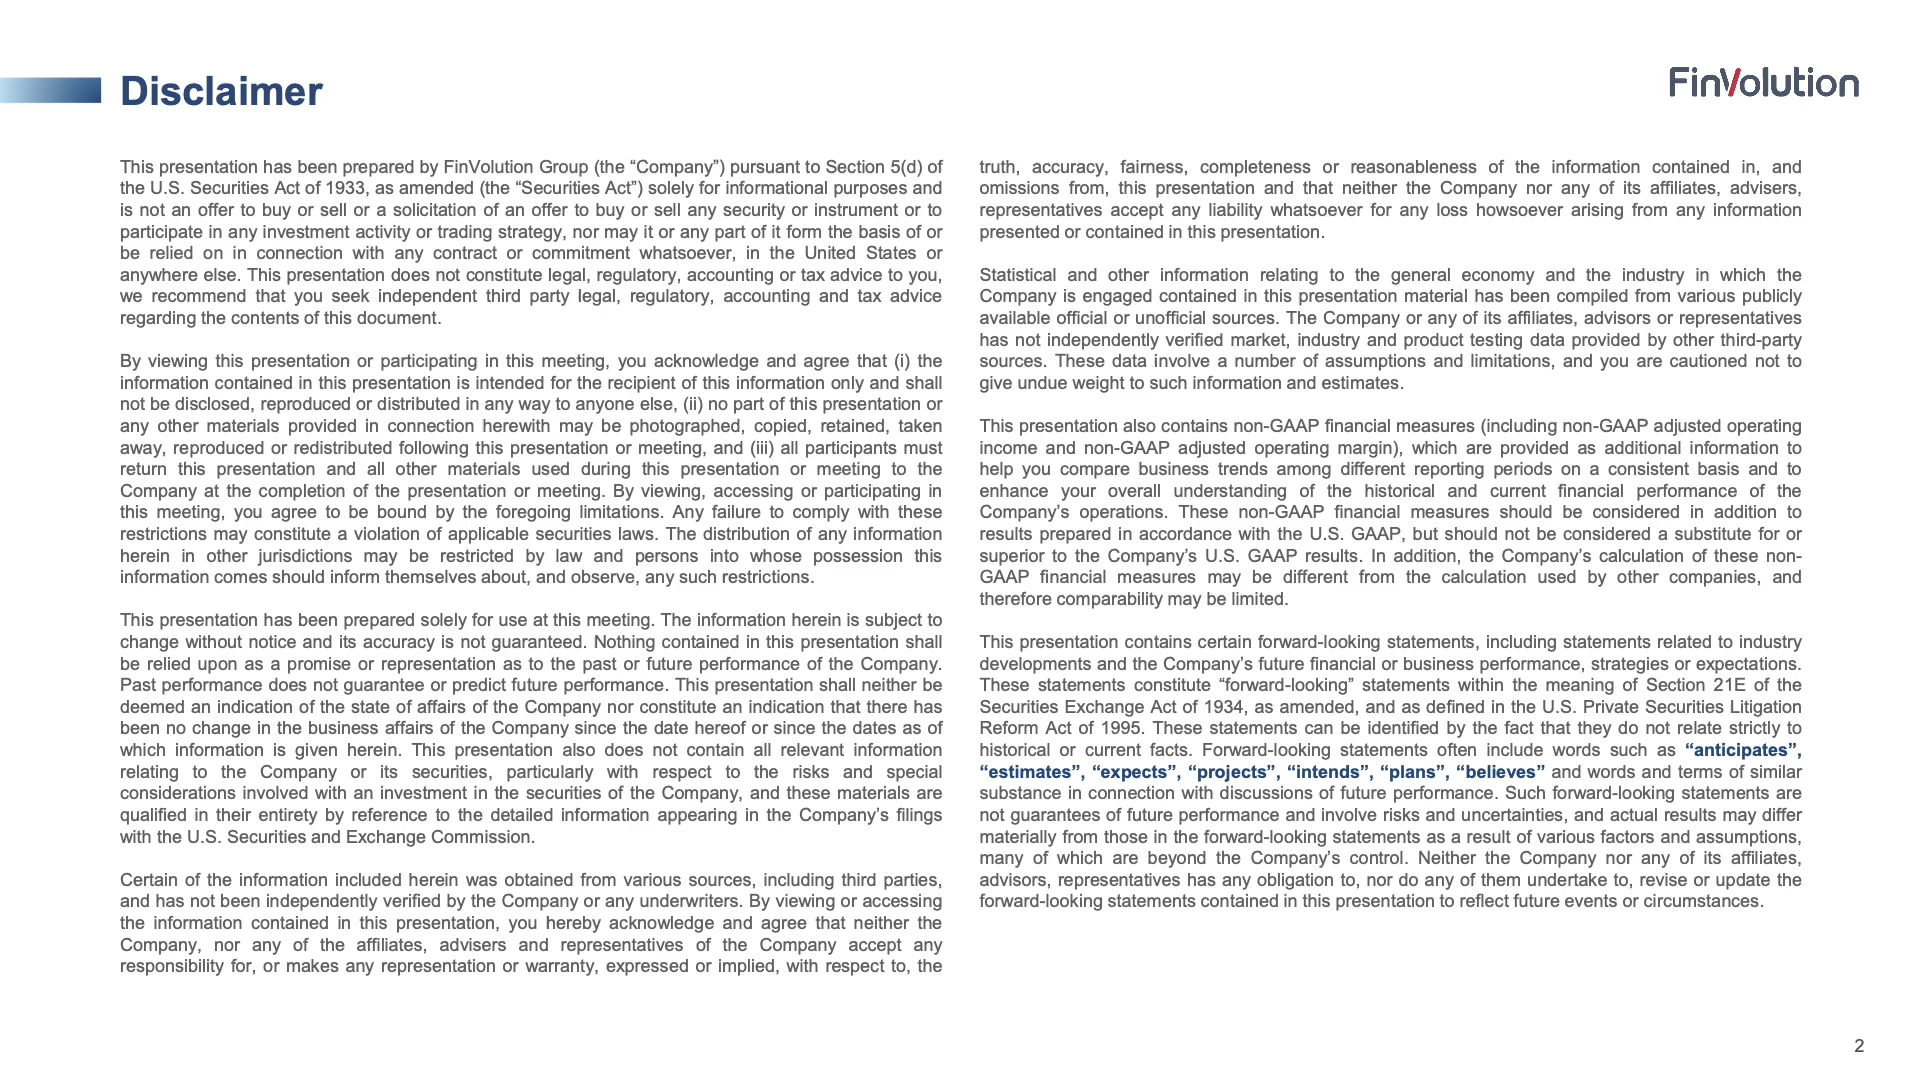 Disclaimer
FinVolution
This presentation has been prepared by FinVolution Group (the “Company”) pursuant to Section 5(d) of
the U.S. Securities Act of 1933, as amended (the “Securities Act”) solely for informational purposes and
is not an offer to buy or sell or a solicitation of an offer to buy or sell any security or instrument or to
participate in any investment activity or trading strategy, nor may it or any part of it form the basis of or
be relied on in connection with any contract or commitment whatsoever, in the United States or
anywhere else. This presentation does not constitute legal, regulatory, accounting or tax advice to you,
we recommend that you seek independent third party legal, regulatory, accounting and tax advice
regarding the contents of this document.
By viewing this presentation or participating in this meeting, you acknowledge and agree that (i) the
information contained in this presentation is intended for the recipient of this information only and shall
not be disclosed, reproduced or distributed in any way to anyone else, (ii) no part of this presentation or
any other materials provided in connection herewith may be photographed, copied, retained, taken
away, reproduced or redistributed following this presentation or meeting, and (iii) all participants must
return this presentation and all other materials used during this presentation or meeting to the
Company at the completion of the presentation or meeting. By viewing, accessing or participating in
this meeting, you agree to be bound by the foregoing limitations. Any failure to comply with these
restrictions may constitute a violation of applicable securities laws. The distribution of any information
herein in other jurisdictions may be restricted by law and persons into whose possession this
information comes should inform themselves about, and observe, any such restrictions.
This presentation has been prepared solely for use at this meeting. The information herein is subject to
change without notice and its accuracy is not guaranteed. Nothing contained in this presentation shall
be relied upon as a promise or representation as to the past or future performance of the Company.
Past performance does not guarantee or predict future performance. This presentation shall neither be
deemed an indication of the state of affairs of the Company nor constitute an indication that there has
been no change in the business affairs of the Company since the date hereof or since the dates as of
which information is given herein. This presentation also does not contain all relevant information
relating to the Company or its securities, particularly with respect to the risks and special
considerations involved with an investment in the securities of the Company, and these materials are
qualified in their entirety by reference to the detailed information appearing in the Company’s filings
with the U.S. Securities and Exchange Commission.
Certain of the information included herein was obtained from various sources, including third parties,
and has not been independently verified by the Company or any underwriters. By viewing or accessing
the information contained in this presentation, you hereby acknowledge and agree that neither the
Company, nor any of the affiliates, advisers and representatives of the Company accept any
responsibility for, or makes any representation or warranty, expressed or implied, with respect to, the
truth, accuracy, fairness, completeness or reasonableness of the information contained in, and
omissions from, this presentation and that neither the Company nor any of its affiliates, advisers,
representatives accept any liability whatsoever for any loss howsoever arising from any information
presented or contained in this presentation.
Statistical and other information relating to the general economy and the industry in which the
Company is engaged contained in this presentation material has been compiled from various publicly
available official or unofficial sources. The Company or any of its affiliates, advisors or representatives
has not independently verified market, industry and product testing data provided by other third-party
sources. These data involve a number of assumptions and limitations, and you are cautioned not to
give undue weight to such information and estimates.
This presentation also contains non-GAAP financial measures (including non-GAAP adjusted operating
income and non-GAAP adjusted operating margin), which are provided as additional information to
help you compare business trends among different reporting periods on a consistent basis and to
enhance your overall understanding of the historical and current financial performance of the
Company’s operations. These non-GAAP financial measures should be considered in addition to
results prepared in accordance with the U.S. GAAP, but should not be considered a substitute for or
superior to the Company’s U.S. GAAP results. In addition, the Company’s calculation of these non-
GAAP financial measures may be different from the calculation used by other companies, and
therefore comparability may be limited.
This presentation contains certain forward-looking statements, including statements related to industry
developments and the Company’s future financial or business performance, strategies or expectations.
These statements constitute “forward-looking” statements within the meaning of Section 21E of the
Securities Exchange Act of 1934, as amended, and as defined in the U.S. Private Securities Litigation
Reform Act of 1995. These statements can be identified by the fact that they do not relate strictly to
historical or current facts. Forward-looking statements often include words such as “anticipates”,
“estimates”, “expects”, “projects”, “intends”, “plans”, “believes” and words and terms of similar
substance in connection with discussions of future performance. Such forward-looking statements are
not guarantees of future performance and involve risks and uncertainties, and actual results may differ
materially from those in the forward-looking statements as a result of various factors and assumptions,
many of which are beyond the Company’s control. Neither the Company nor any of its affiliates,
advisors, representatives has any obligation to, nor do any of them undertake to, revise or update the
forward-looking statements contained in this presentation to reflect future events or circumstances.
2